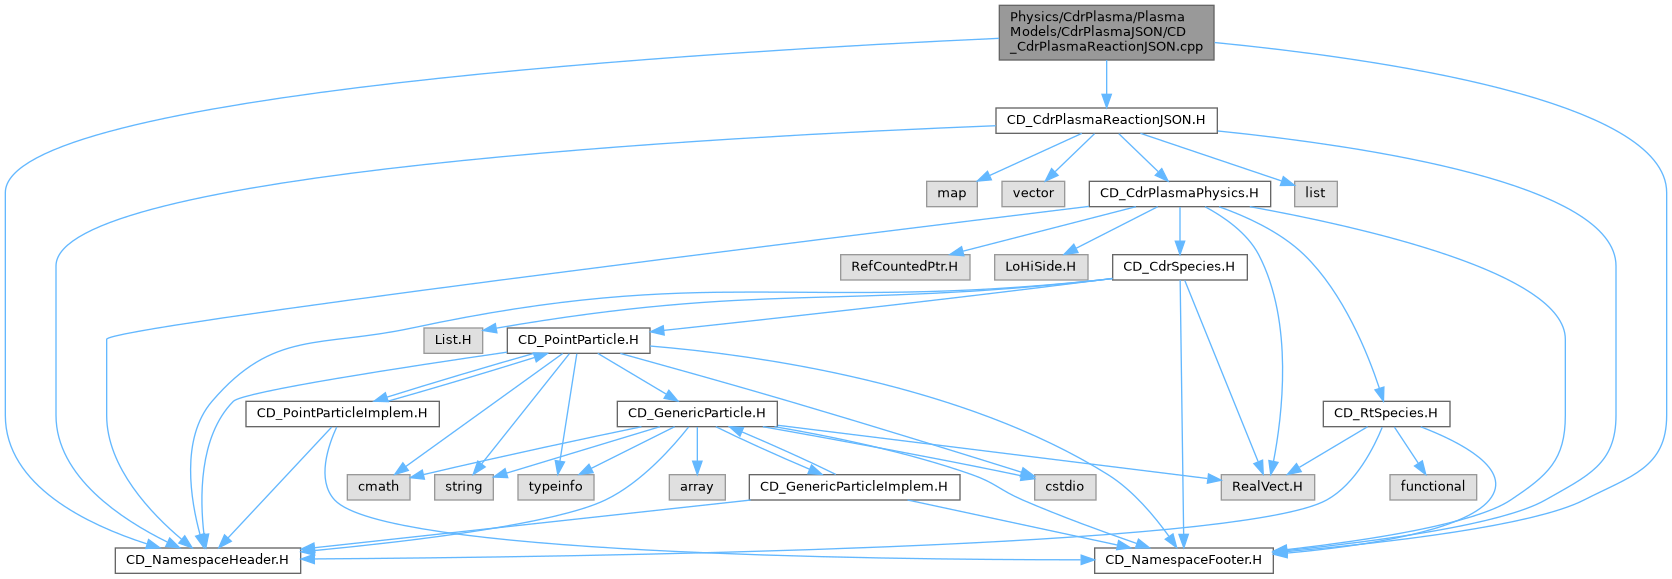 Physics/CdrPlasma/Plasma
Models/CdrPlasmaJSON/CD
_CdrPlasmaReactionJSON.cpp
CD_CdrPlasmaReactionJSON.H
map
vector
CD_CdrPlasmaPhysics.H
list
RefCountedPtr.H
LoHiSide.H
CD_CdrSpecies.H
List.H
CD_PointParticle.H
CD_PointParticleImplem.H
CD_GenericParticle.H
CD_RtSpecies.H
cmath
string
typeinfo
array
CD_GenericParticleImplem.H
cstdio
RealVect.H
functional
CD_NamespaceHeader.H
CD_NamespaceFooter.H